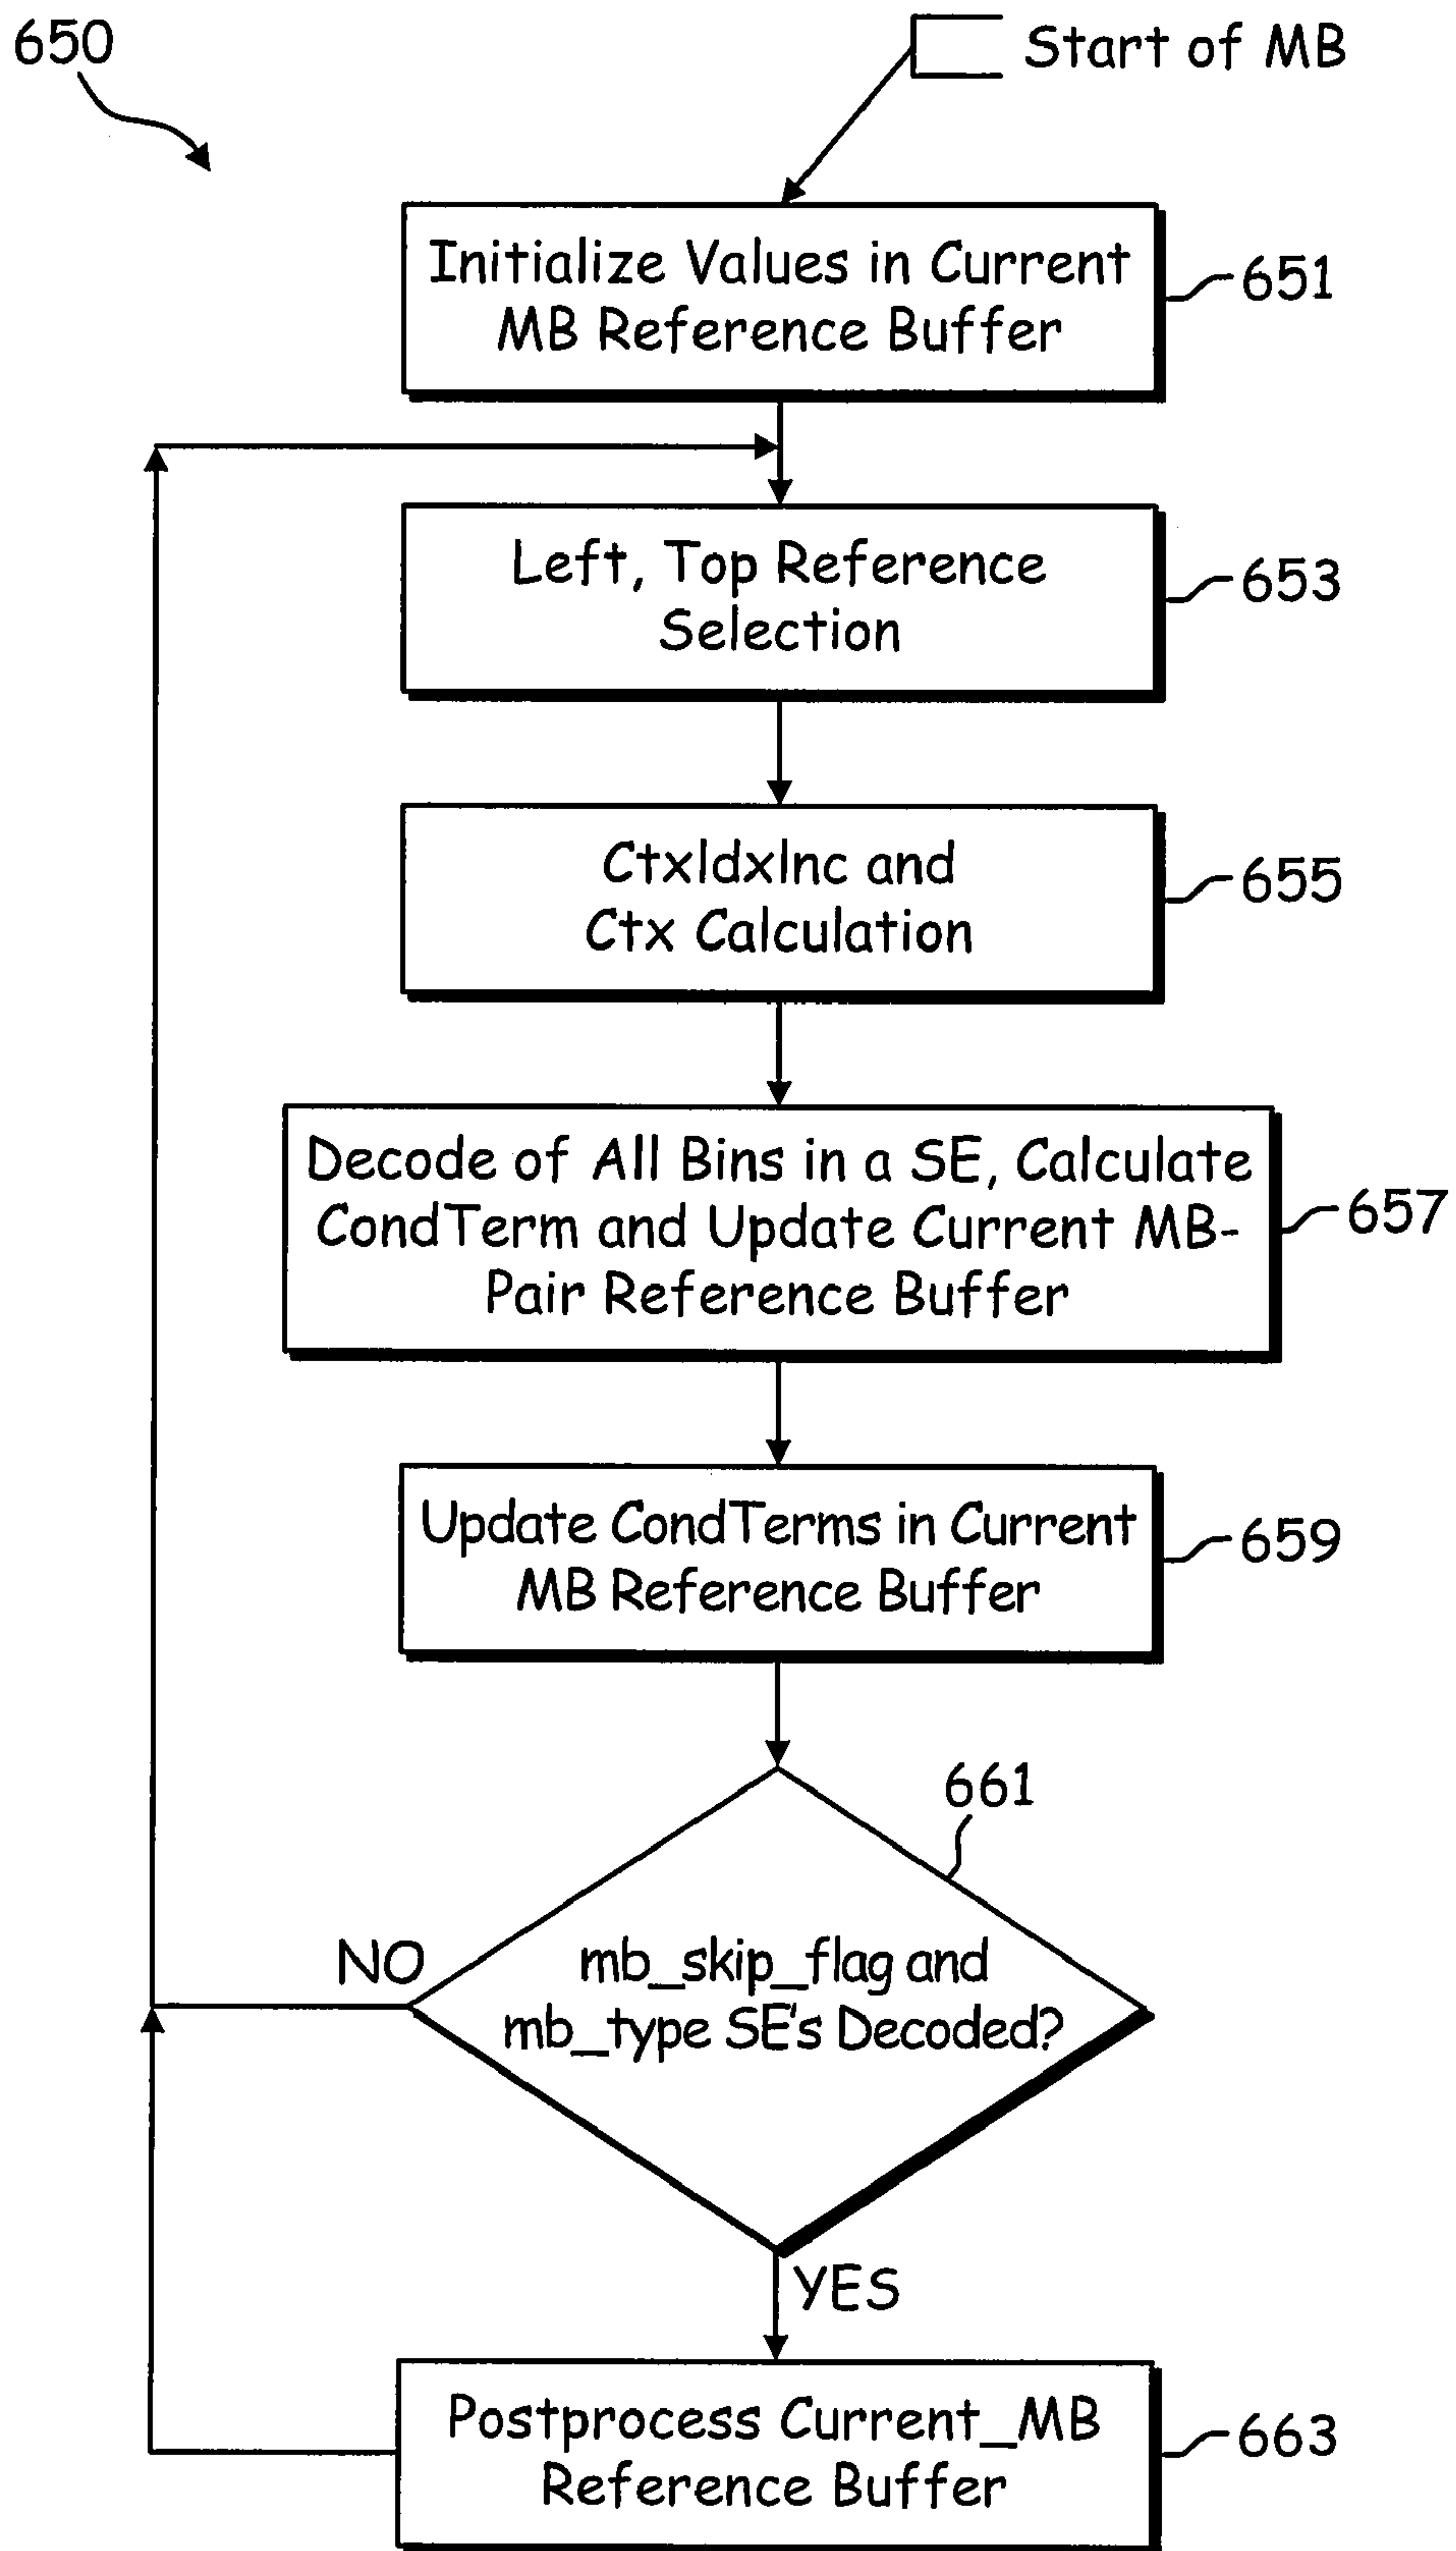 650
Start of MB
Initialize Values in Current
MB Reference Buffer
651
Left, Top Reference
Selection
653
CtxIdxInc and
Ctx Calculation
655
Decode of All Bins in a SE, Calculate
CondTerm and Update Current MB-
Pair Reference Buffer
657
Update CondTerms in Current
MB Reference Buffer
659
661
mb_skip_flag and
mb_type SE's Decoded?
NO
YES
Postprocess Current_MB
Reference Buffer
663